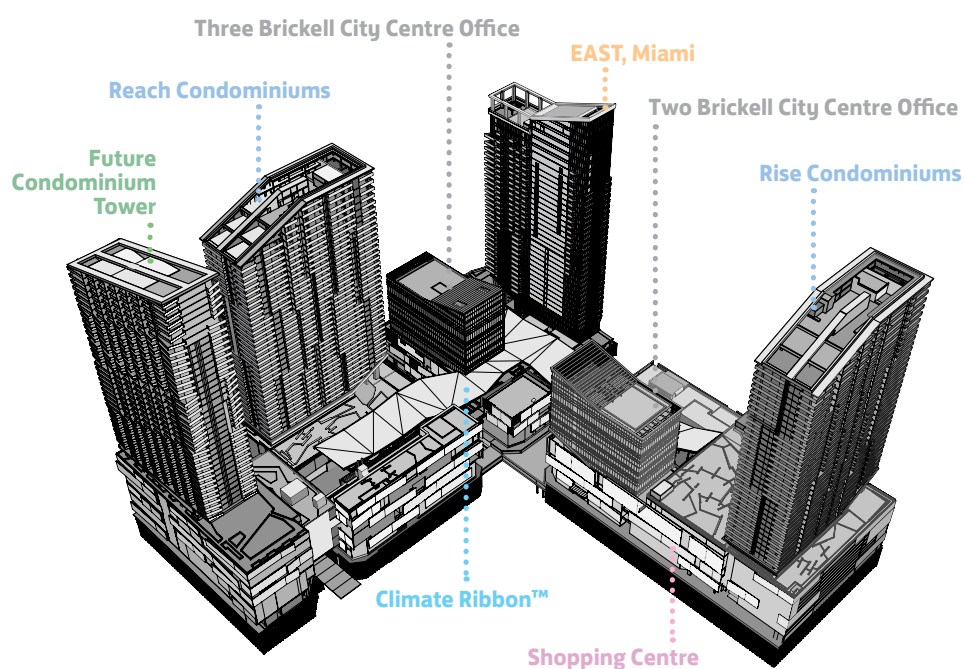 Three Brickell City Centre Office
EAST, Miami
Reach Condominiums
Two Brickell City Centre Office
Future
Condominium
Tower
Rise Condominiums
Climate Ribbon™
Shopping Centre